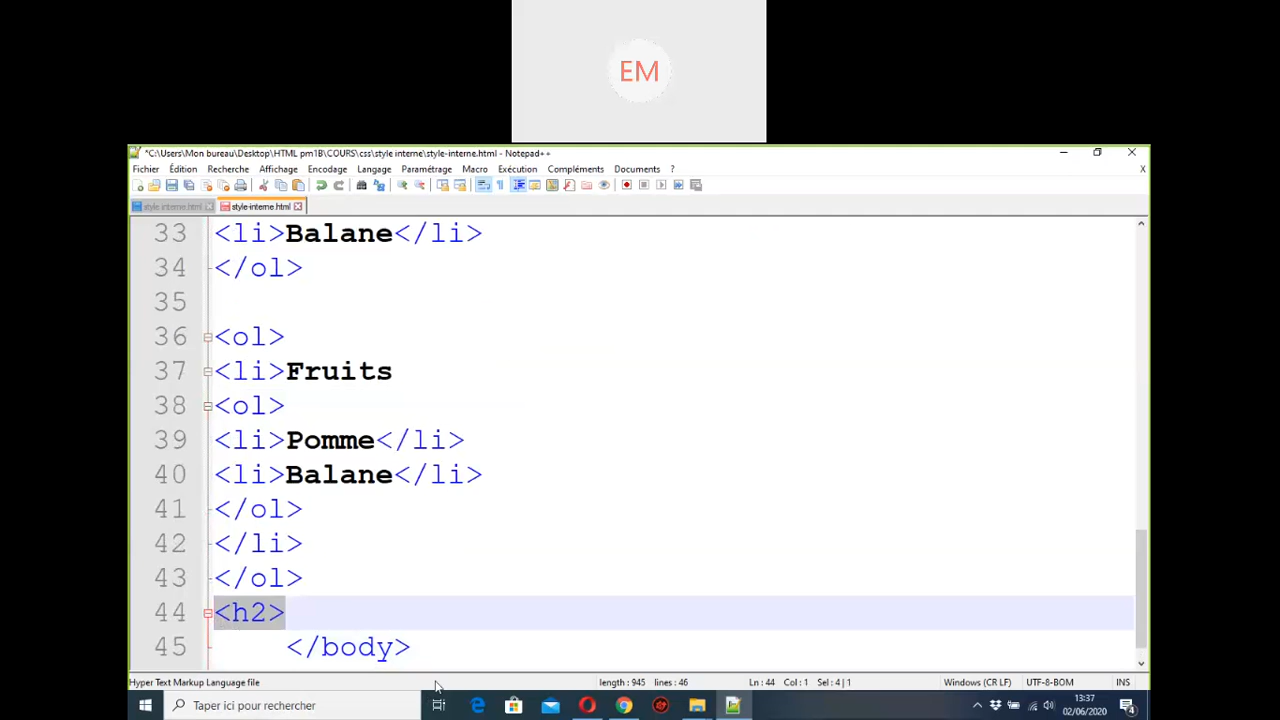 EM
*C:\Users\Mon bureau\Desktop\HTML pm1B\COURS\css\style interne\style-interne.html - Notepad++
Fichier Édition Recherche Affichage Encodage Langage Paramétrage Macro Exécution Compléments Documents ? X
style interne.html style-interne.html
33 <li>Balane</li>
34 </ol>
35
36 <ol>
37 <li>Fruits
38 <ol>
39 <li>Pomme</li>
40 <li>Balane</li>
41 </ol>
42 </li>
43 </ol>
44 <h2>
45 </body>
Hyper Text Markup Language file length : 945 lines : 46 Ln : 44 Col : 1 Sel : 4 | 1 Windows (CR LF) UTF-8-BOM INS
Taper ici pour rechercher
13:37
02/06/2020
4